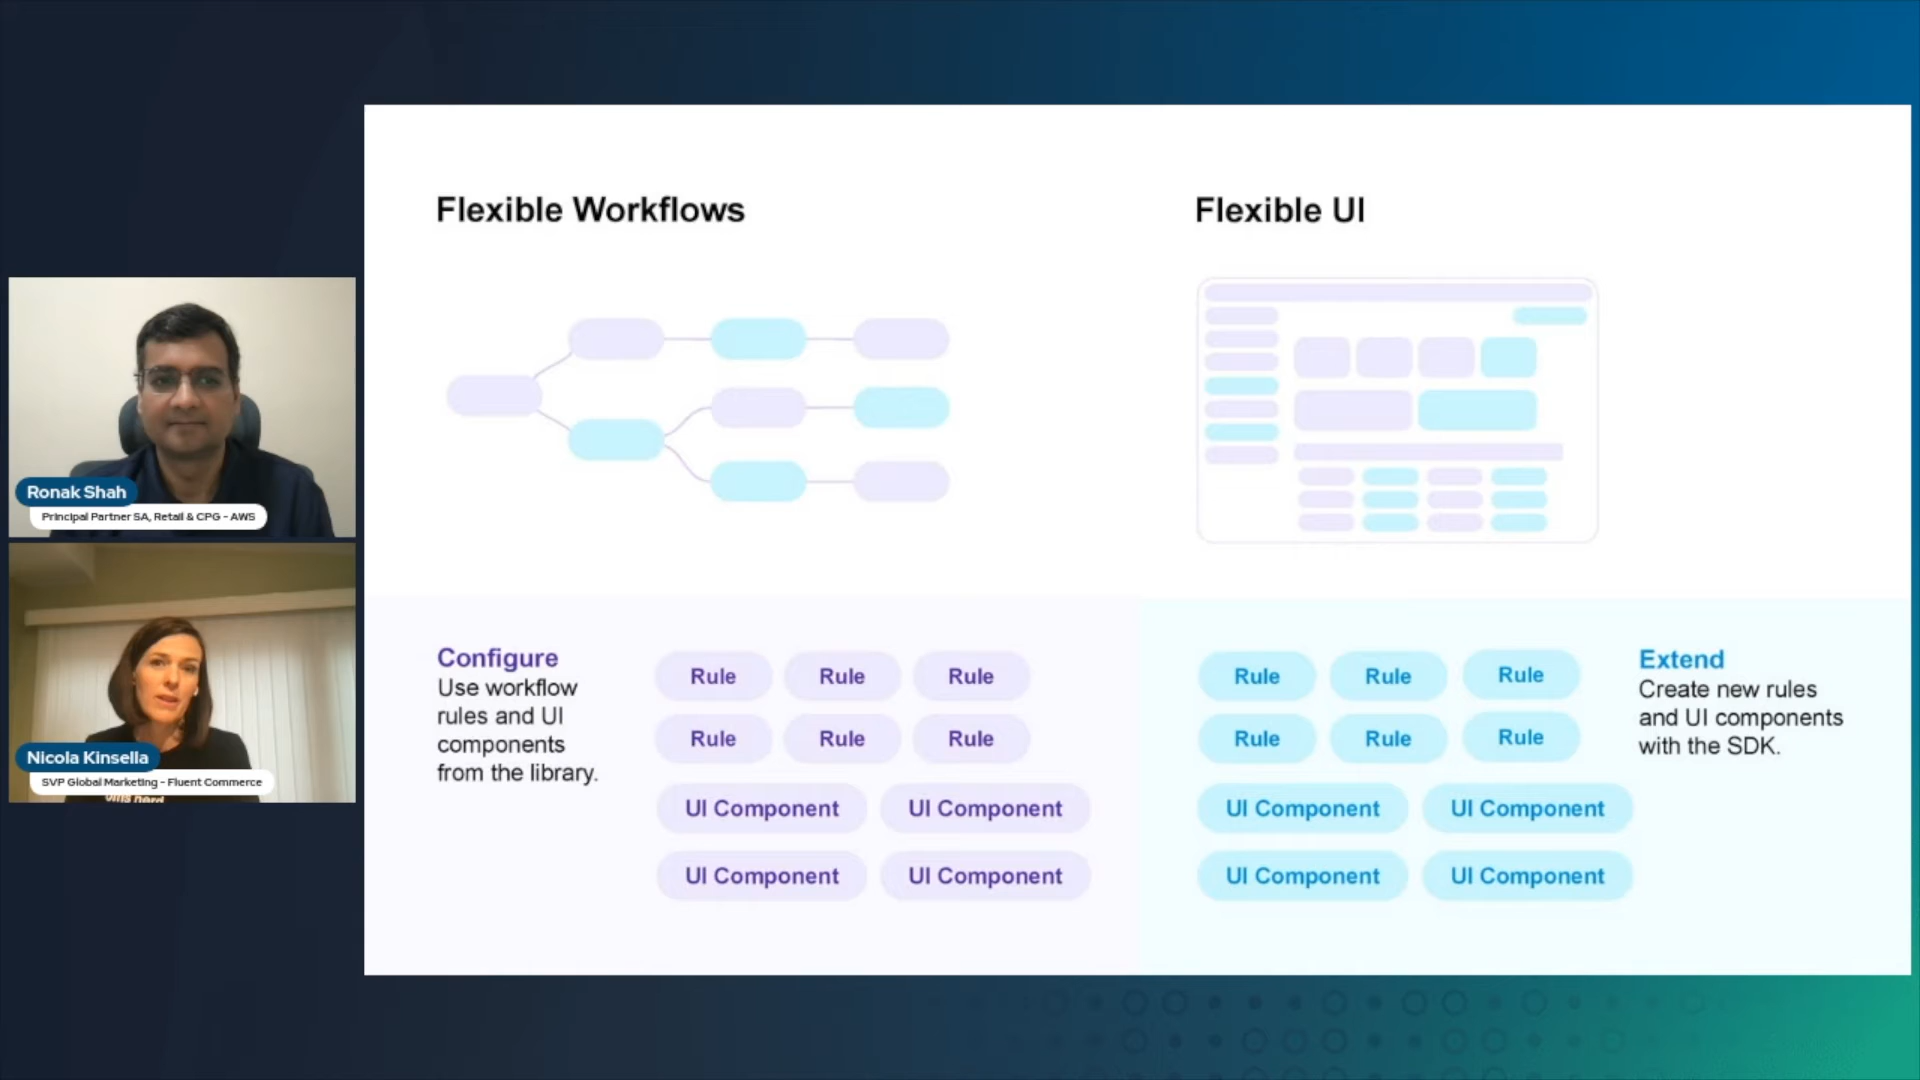 Flexible Workflows
Flexible UI
Ronak Shah
Principal Partner SA, Retail & CPG - AWS
Nicola Kinsella
SVP Global Marketing - Fluent Commerce
Configure
Use workflow
rules and UI
components
from the library.
Rule Rule Rule
Rule Rule Rule
UI Component UI Component
UI Component UI Component
Rule Rule Rule
Rule Rule Rule
UI Component UI Component
UI Component UI Component
Extend
Create new rules
and UI components
with the SDK.